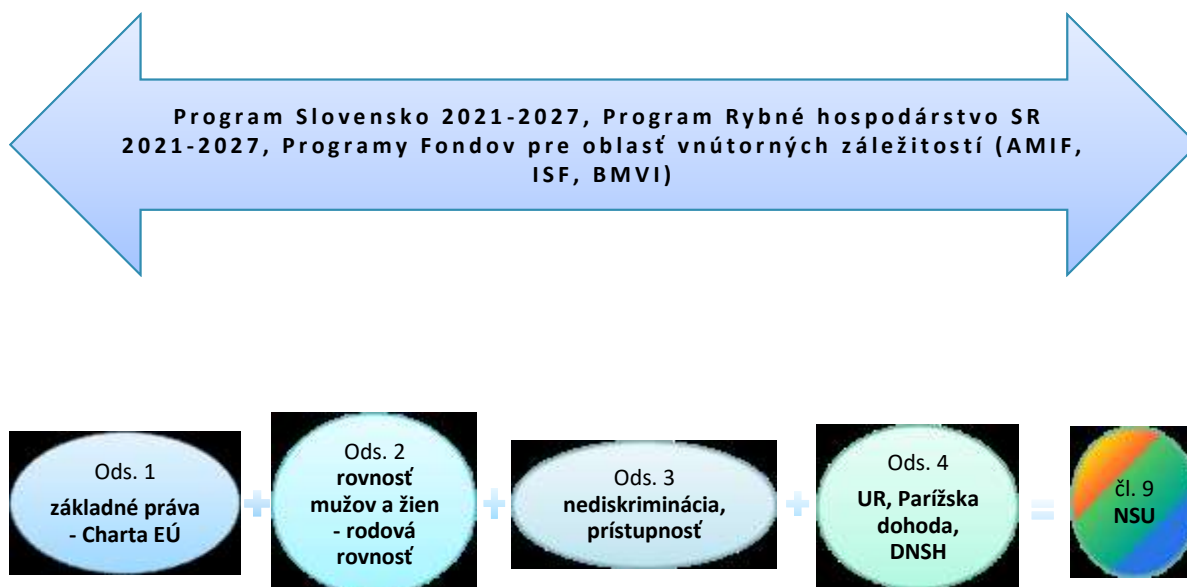 Program Slovensko 2021-2027, Program Rybné hospodárstvo SR
2021-2027, Programy Fondov pre oblasť vnútorných záležitostí (AMIF,
ISF, BMVI)
Ods. 1
základné práva
- Charta EÚ
+
Ods. 2
rovnosť
mužov a žien
- rodová
rovnosť
+
Ods. 3
nediskriminácia,
prístupnosť
+
Ods. 4
UR, Parížska
dohoda,
DNSH
=
čl. 9
NSU